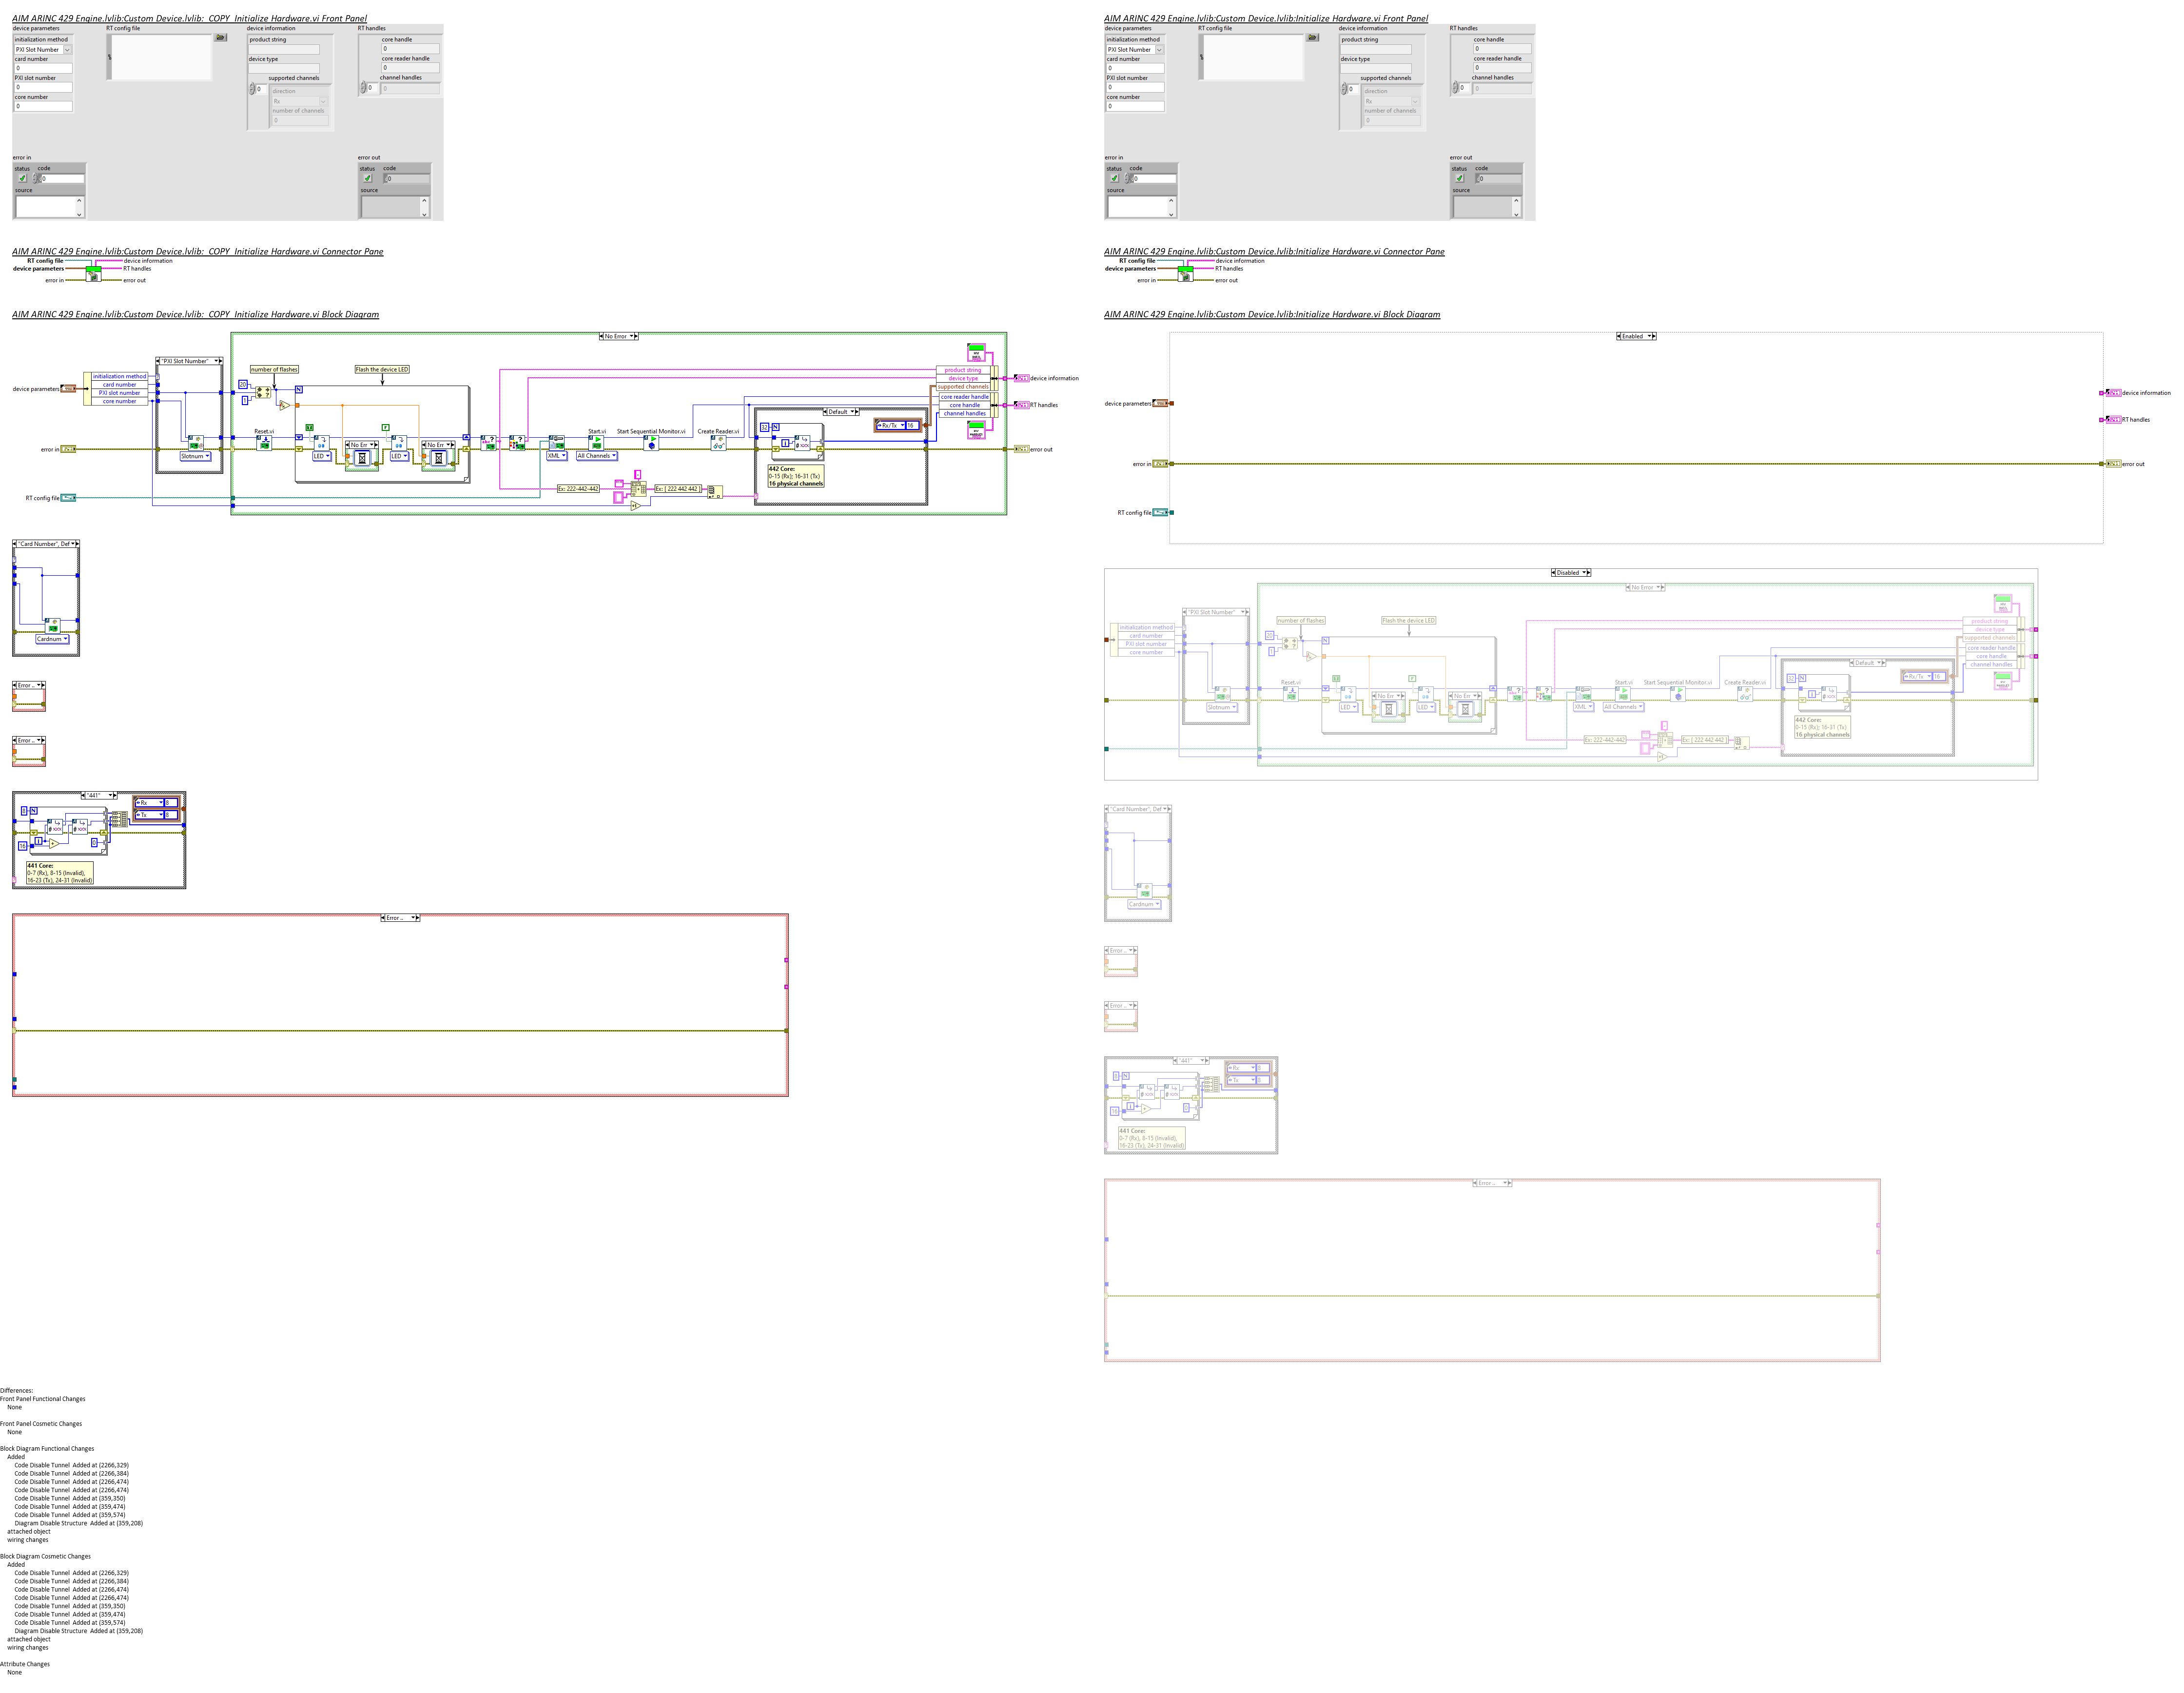 AIM ARINC 429 Engine.lvlib:Custom Device.lvlib:_COPY_Initialize Hardware.vi Front Panel
device parameters
initialization method
PXI Slot Number
card number
0
PXI slot number
0
core number
0
RT config file
device information
product string
device type
supported channels
0
direction
Rx
number of channels
0
RT handles
core handle
0
core reader handle
0
channel handles
0
0
error in
status code
0
source
error out
status code
0
source
AIM ARINC 429 Engine.lvlib:Custom Device.lvlib:_COPY_Initialize Hardware.vi Connector Pane
RT config file
device parameters
error in
device information
RT handles
error out
AIM ARINC 429 Engine.lvlib:Custom Device.lvlib:_COPY_Initialize Hardware.vi Block Diagram
No Error
"PXI Slot Number"
device parameters
initialization method
card number
PXI slot number
core number
number of flashes
Flash the device LED
20
1
N
Reset.vi
LED
No Err
LED
No Err
Slotnum
error in
RT config file
XML
Start.vi
All Channels
Start Sequential Monitor.vi
Create Reader.vi
Ex: 222-442-442
Ex: [ 222 442 442 ]
Default
32 N
i
Rx/Tx 16
442 Core:
0-15 (Rx); 16-31 (Tx)
16 physical channels
product string
device type
supported channels
core reader handle
core handle
channel handles
device information
RT handles
error out
"Card Number", Def
Cardnum
Error ..
Error ..
"441"
8 N
Rx 8
Tx 8
16
i
0
441 Core:
0-7 (Rx), 8-15 (Invalid),
16-23 (Tx), 24-31 (Invalid)
Error ..
AIM ARINC 429 Engine.lvlib:Custom Device.lvlib:Initialize Hardware.vi Front Panel
device parameters
initialization method
PXI Slot Number
card number
0
PXI slot number
0
core number
0
RT config file
device information
product string
device type
supported channels
0
direction
Rx
number of channels
0
RT handles
core handle
0
core reader handle
0
channel handles
0
0
error in
status code
0
source
error out
status code
0
source
AIM ARINC 429 Engine.lvlib:Custom Device.lvlib:Initialize Hardware.vi Connector Pane
RT config file
device parameters
error in
device information
RT handles
error out
AIM ARINC 429 Engine.lvlib:Custom Device.lvlib:Initialize Hardware.vi Block Diagram
Enabled
device parameters
error in
RT config file
device information
RT handles
error out
Disabled
No Error
"PXI Slot Number"
initialization method
card number
PXI slot number
core number
number of flashes
Flash the device LED
20
1
N
Reset.vi
LED
No Err
LED
No Err
Slotnum
XML
Start.vi
All Channels
Start Sequential Monitor.vi
Create Reader.vi
Ex: 222-442-442
Ex: [ 222 442 442 ]
Default
32 N
i
Rx/Tx 16
442 Core:
0-15 (Rx); 16-31 (Tx)
16 physical channels
product string
device type
supported channels
core reader handle
core handle
channel handles
"Card Number", Def
Cardnum
Error ..
Error ..
"441"
8 N
Rx 8
Tx 8
16
i
0
441 Core:
0-7 (Rx), 8-15 (Invalid),
16-23 (Tx), 24-31 (Invalid)
Error ..
Differences:
Front Panel Functional Changes
None
Front Panel Cosmetic Changes
None
Block Diagram Functional Changes
Added
Code Disable Tunnel Added at (2266,329)
Code Disable Tunnel Added at (2266,384)
Code Disable Tunnel Added at (2266,474)
Code Disable Tunnel Added at (2266,474)
Code Disable Tunnel Added at (359,350)
Code Disable Tunnel Added at (359,474)
Code Disable Tunnel Added at (359,574)
Diagram Disable Structure Added at (359,208)
attached object
wiring changes
Block Diagram Cosmetic Changes
Added
Code Disable Tunnel Added at (2266,329)
Code Disable Tunnel Added at (2266,384)
Code Disable Tunnel Added at (2266,474)
Code Disable Tunnel Added at (2266,474)
Code Disable Tunnel Added at (359,350)
Code Disable Tunnel Added at (359,474)
Code Disable Tunnel Added at (359,574)
Diagram Disable Structure Added at (359,208)
attached object
wiring changes
Attribute Changes
None